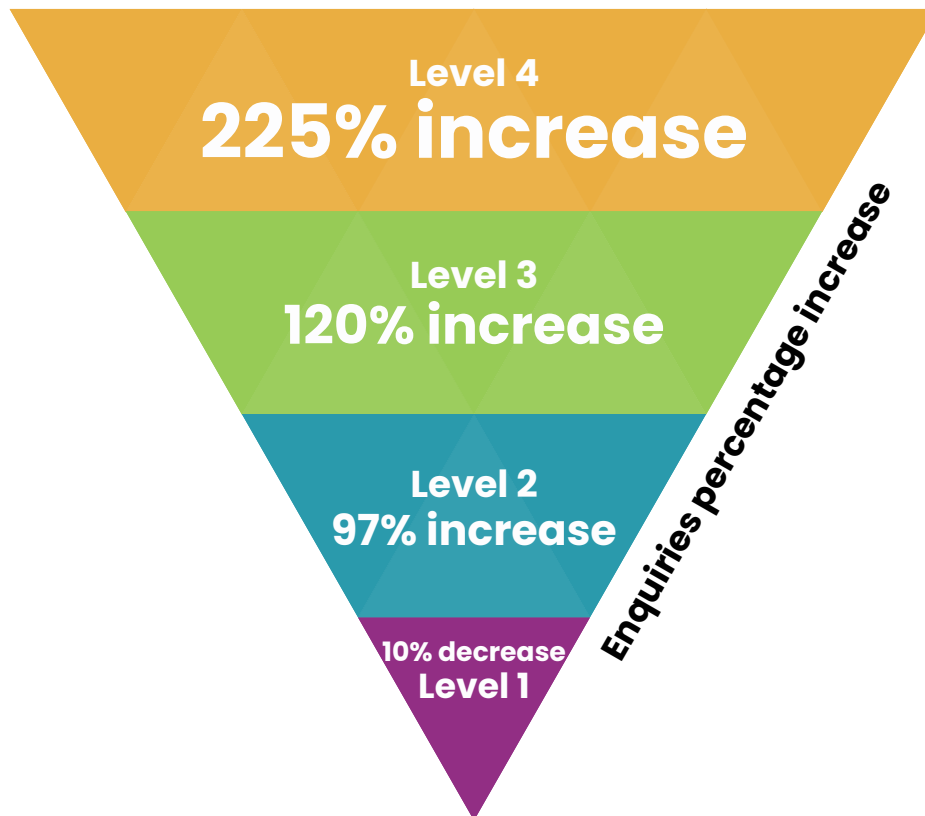 Level 4
225% increase
Level 3
120% increase
Level 2
97% increase
10% decrease
Level 1
Enquiries percentage increase